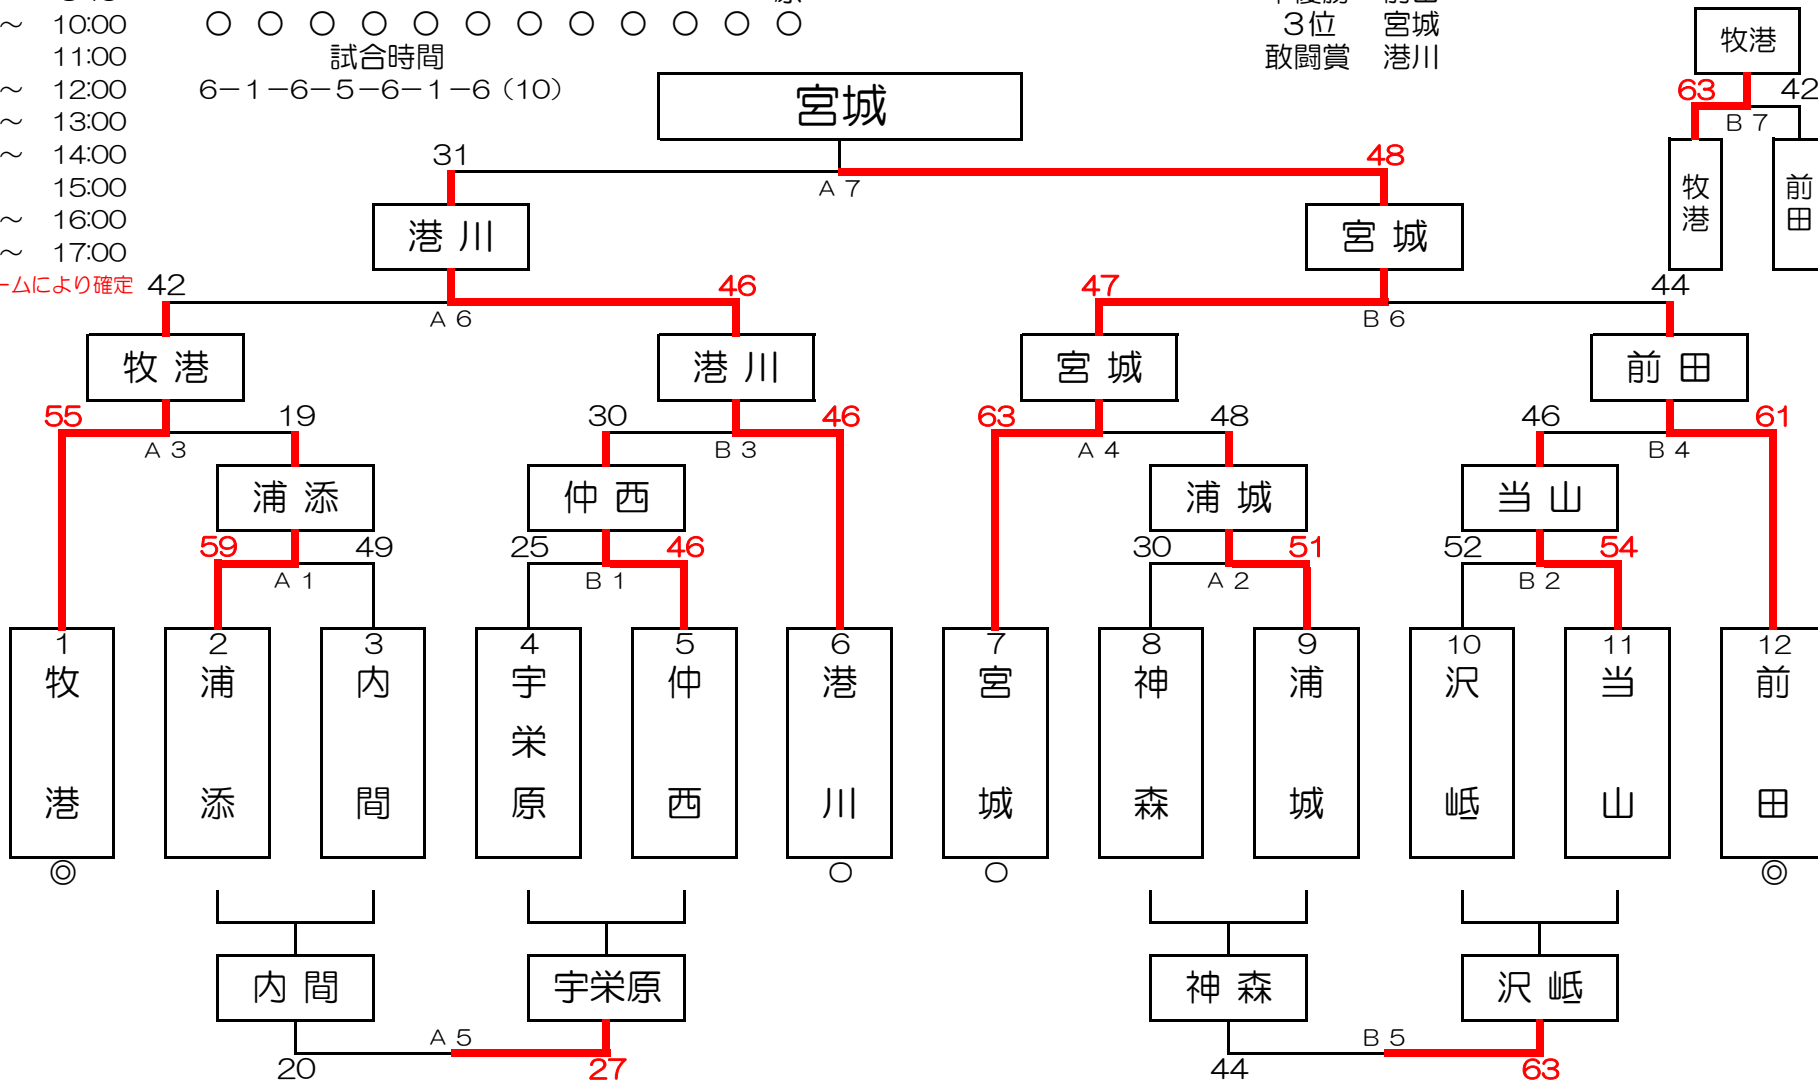 ～ 10:00 ○ ○ ○ ○ ○ ○ ○ ○ ○ ○ ○ ○
3位 宮城
11:00 試合時間
敢闘賞 港川
～ 12:00 6－1－6－5－6－1－6（10）
～ 13:00
～ 14:00
15:00
～ 16:00
～ 17:00
ームにより確定
牧港
63 42
B 7
牧港 前田
宮城
31 48
A 7
港川 宮城
42 46 47 44
A 6 B 6
牧港 港川 宮城 前田
55 19 30 46 63 48 46 61
A 3 B 3 A 4 B 4
浦添 仲西 浦城 当山
59 49 25 46 30 51 52 54
A 1 B 1 A 2 B 2
1 2 3 4 5 6 7 8 9 10 11 12
牧港 浦添 内間 宇栄原 仲西 港川 宮城 神森 浦城 沢岻 当山 前田
◎ ○ ○ ◎
内間 宇栄原 神森 沢岻
A 5 B 5
20 27 44 63